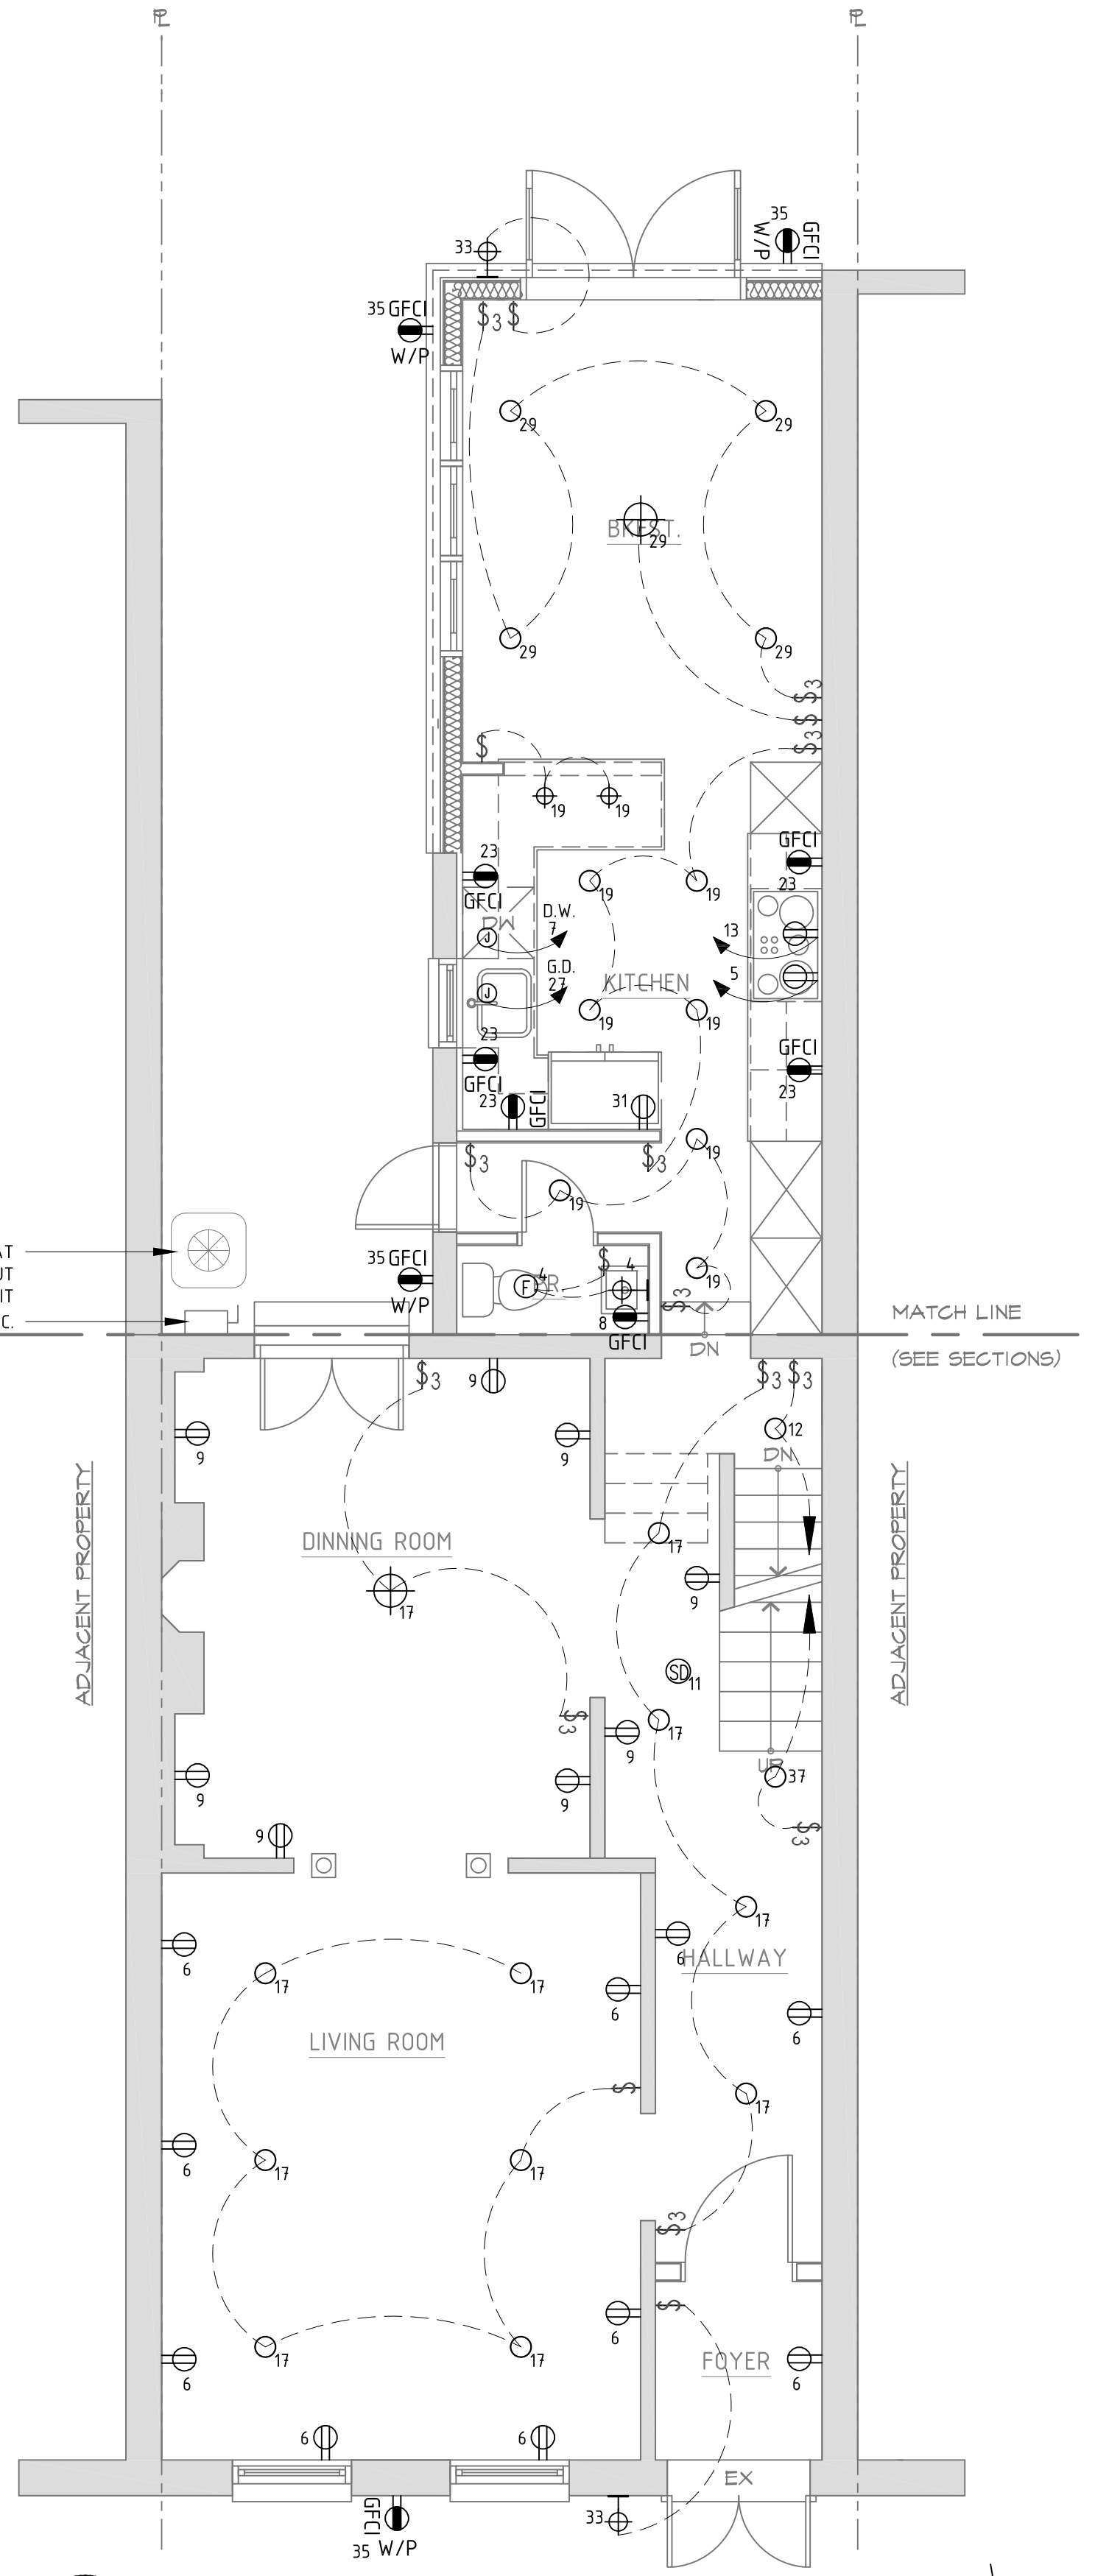 PL
PL
35
GFCI
W/P
33
35 GFCI
W/P
$3 $
29
29
BKFST.
29
29
29
$3
$
$3
$
19
19
23
GFCI
GFCI
23
19
19
DW
D.W.
7
13
J
G.D.
27
5
KITCHEN
J
19
19
23
GFCI
GFCI
23
23
GFCI
31
$3
$3
19
19
35 GFCI
W/P
$
F
4
4
19
8
GFCI
$3
DN
AT
UT
IT
C.
MATCH LINE
(SEE SECTIONS)
$3
9
$3 $3
9
9
12
DN
ADJACENT PROPERTY
ADJACENT PROPERTY
DINNING ROOM
17
17
9
SD 11
$3
17
9
9
9
UP
37
$3
9
17
6
6
HALLWAY
17
17
6
6
LIVING ROOM
$
17
6
17
17
$3
$
6
6
17
17
FOYER
6
6
6
EX
GFCI
35 W/P
33